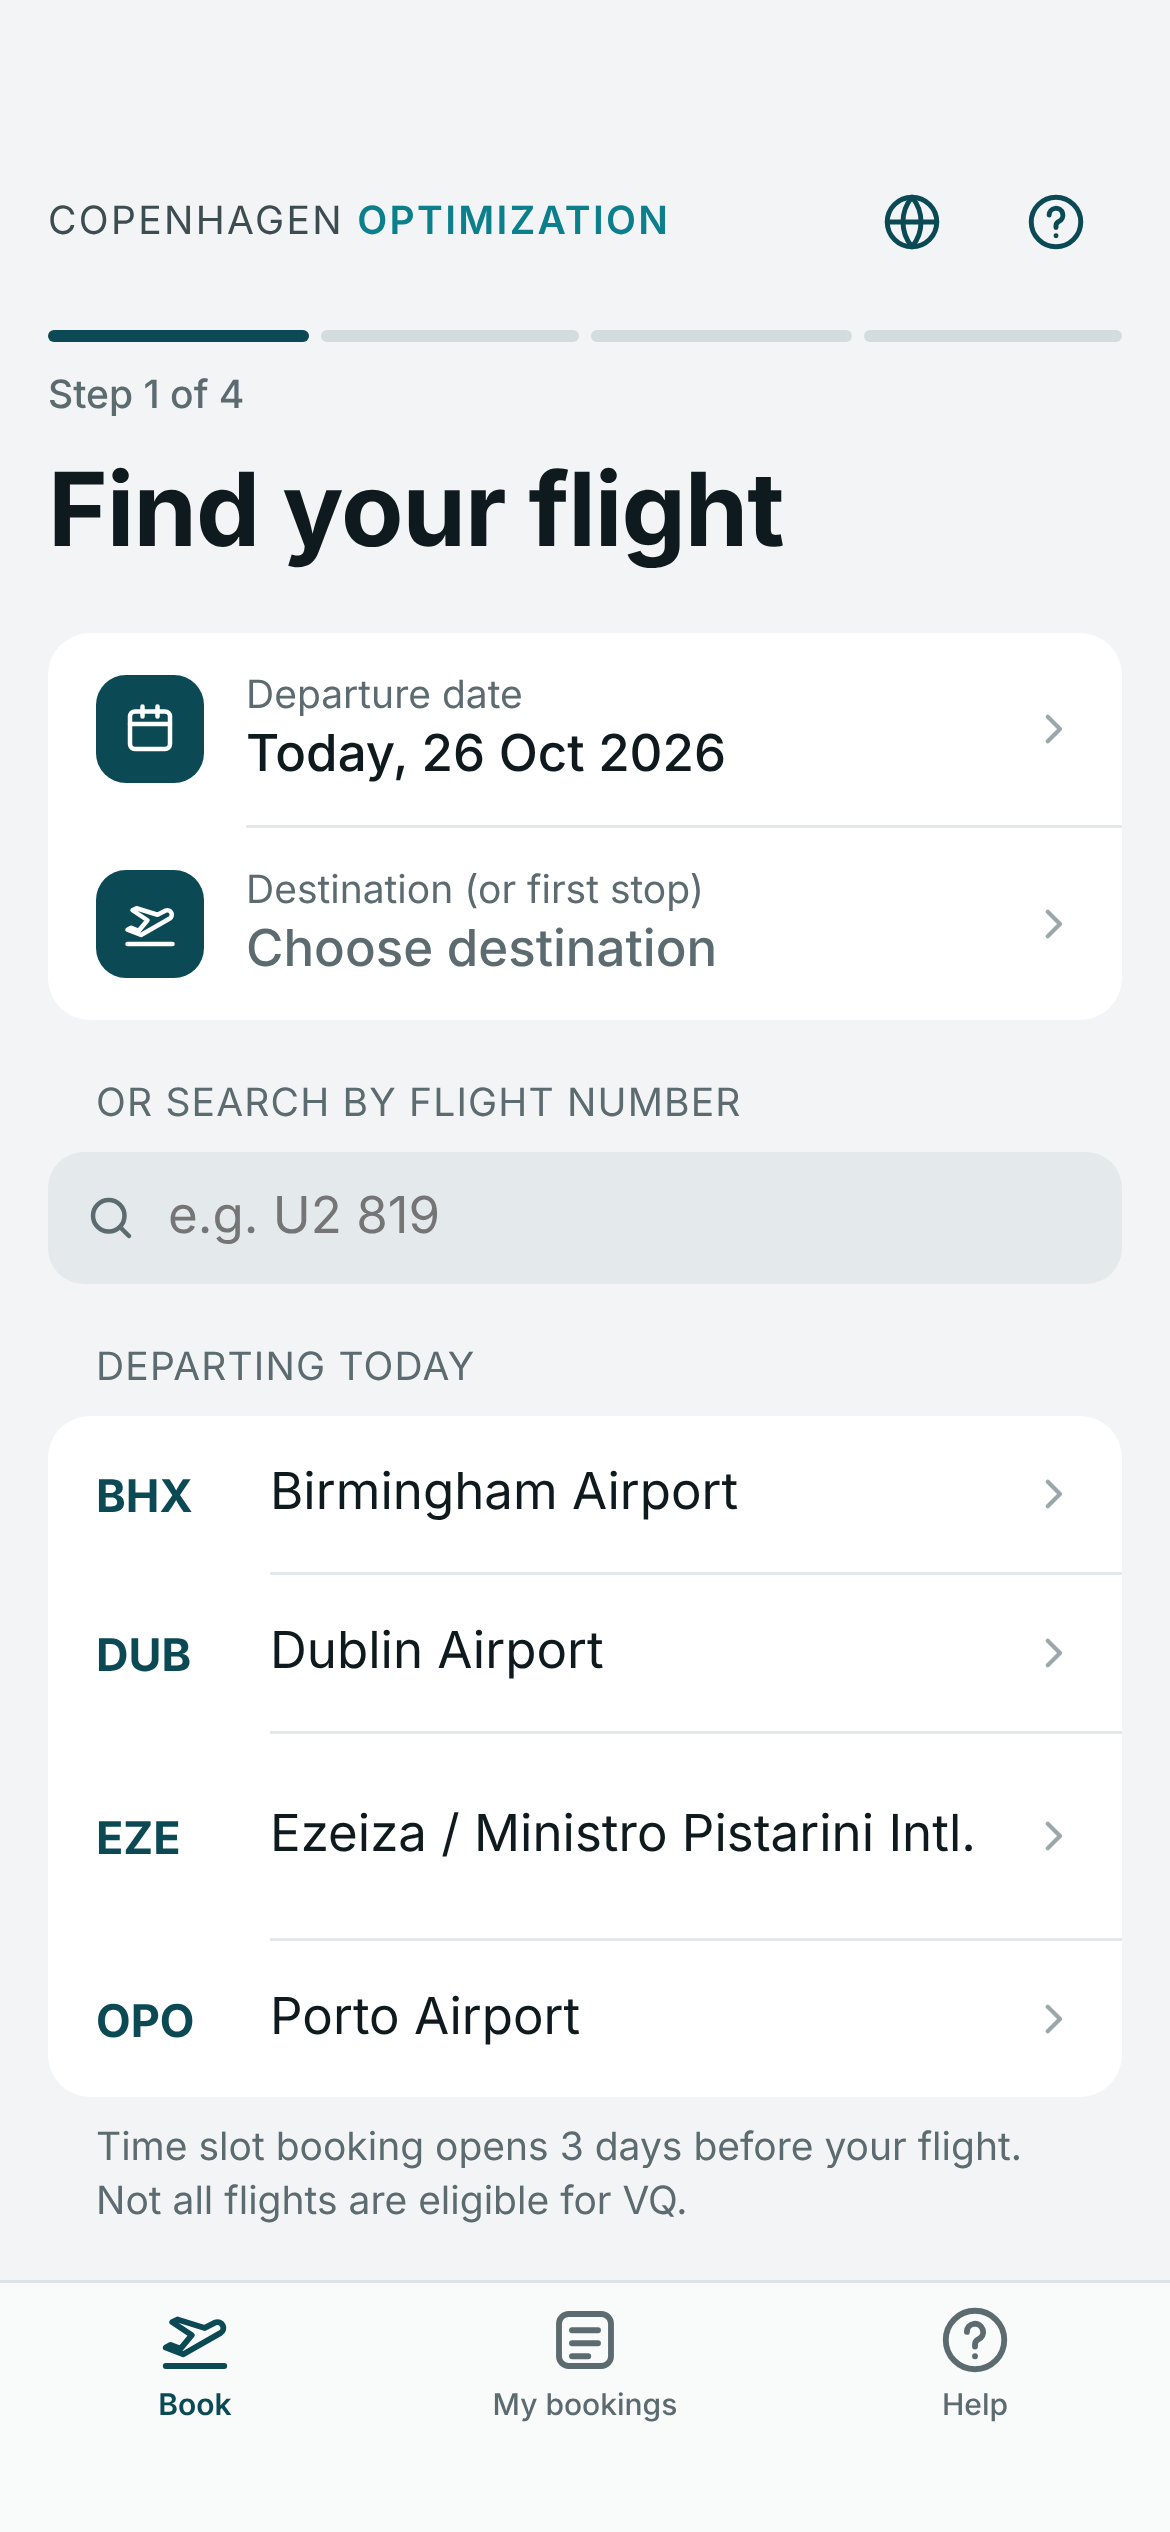 COPENHAGEN OPTIMIZATION
Step 1 of 4
Find your flight
Departure date
Today, 26 Oct 2026
Destination (or first stop)
Choose destination
OR SEARCH BY FLIGHT NUMBER
e.g. U2 819
DEPARTING TODAY
BHX Birmingham Airport
DUB Dublin Airport
EZE Ezeiza / Ministro Pistarini Intl.
OPO Porto Airport
Time slot booking opens 3 days before your flight.
Not all flights are eligible for VQ.
Book My bookings Help